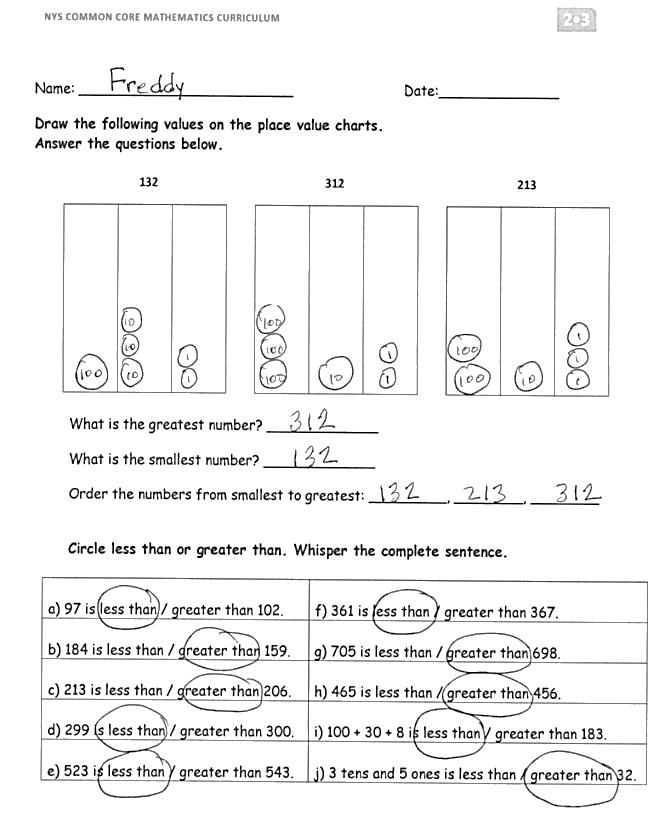 NYS COMMON CORE MATHEMATICS CURRICULUM 2•3
Name: Freddy Date:
Draw the following values on the place value charts.
Answer the questions below.
132 312 213
100 10 10 10 1 1 100 100 100 10 1 1 100 100 10 1 1 1
What is the greatest number? 312
What is the smallest number? 132
Order the numbers from smallest to greatest: 132, 213, 312
Circle less than or greater than. Whisper the complete sentence.
a) 97 is less than / greater than 102.
b) 184 is less than / greater than 159.
c) 213 is less than / greater than 206.
d) 299 is less than / greater than 300.
e) 523 is less than / greater than 543.
f) 361 is less than / greater than 367.
g) 705 is less than / greater than 698.
h) 465 is less than / greater than 456.
i) 100 + 30 + 8 is less than / greater than 183.
j) 3 tens and 5 ones is less than / greater than 32.